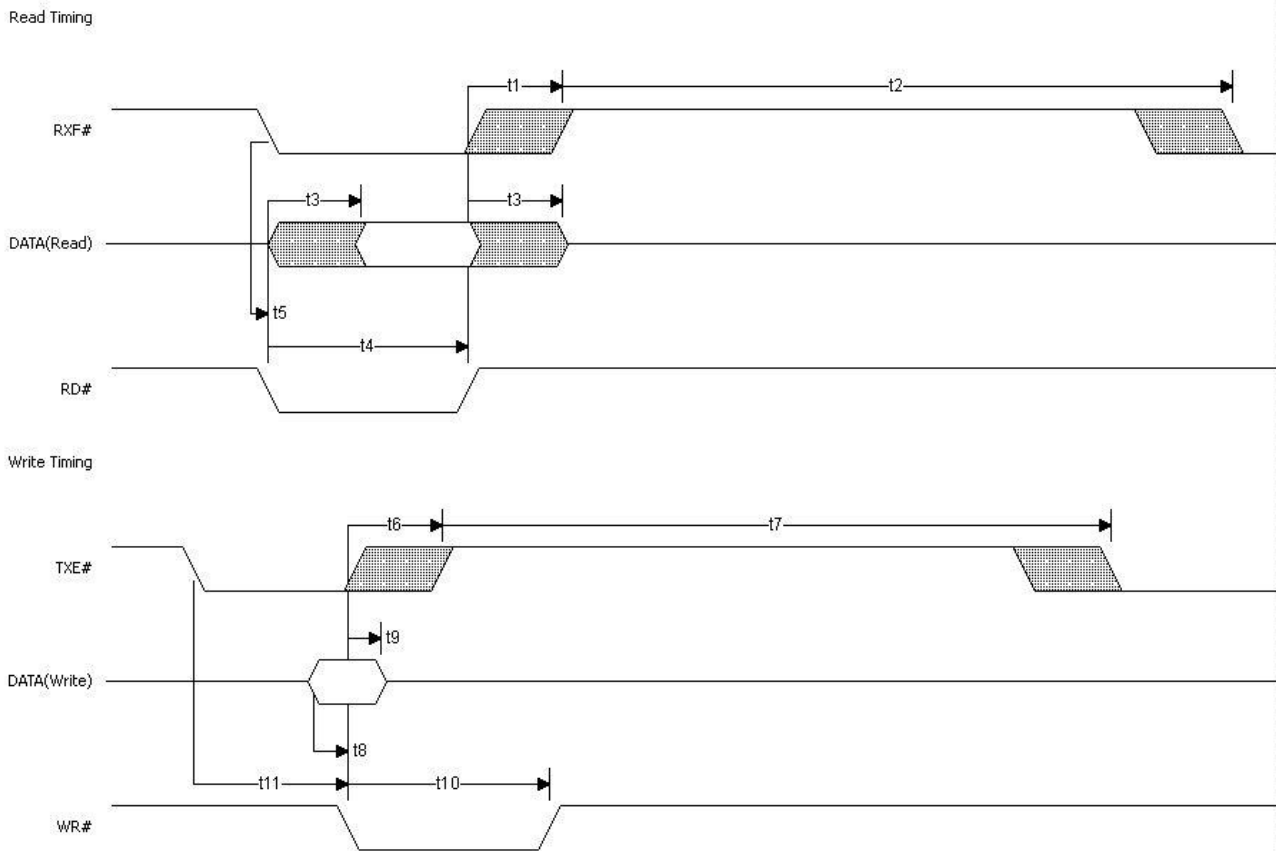 Read Timing
t1
t2
RXF#
t3
t3
DATA(Read)
t5
t4
RD#
Write Timing
t6
t7
TXE#
t9
DATA(Write)
t8
t11
t10
WR#